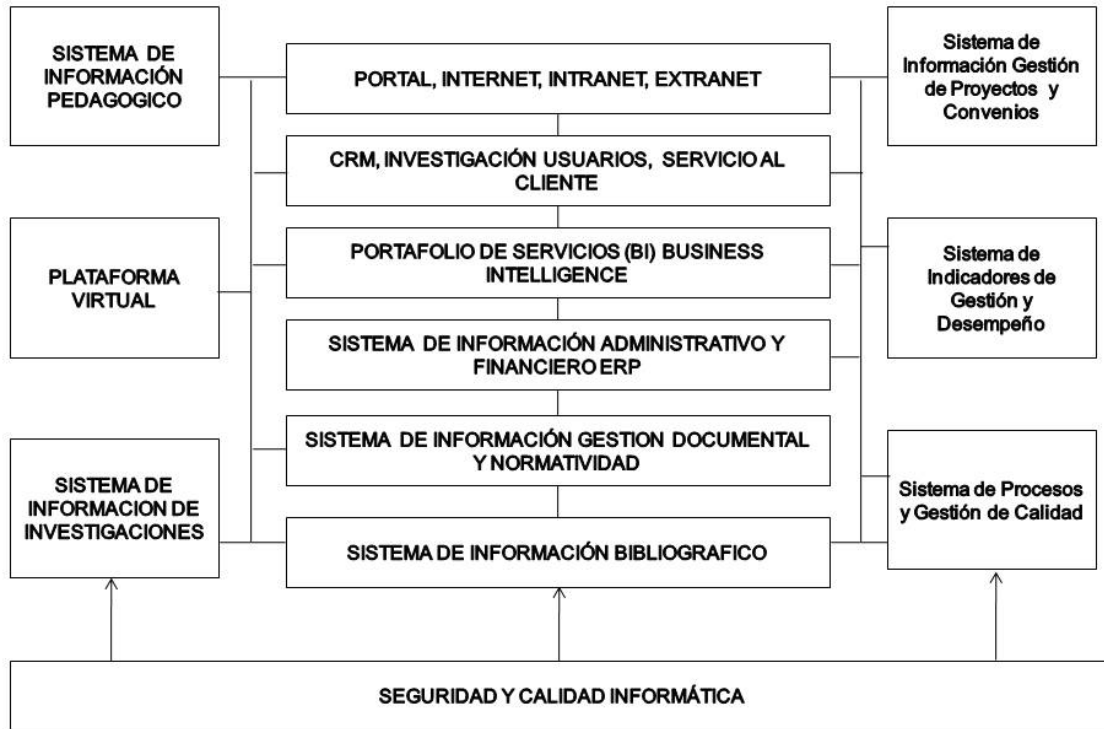 SISTEMA DE
INFORMACIÓN
PEDAGOGICO
PORTAL, INTERNET, INTRANET, EXTRANET
Sistema de
Información Gestión
de Proyectos y
Convenios
CRM, INVESTIGACIÓN USUARIOS, SERVICIO AL
CLIENTE
PLATAFORMA
VIRTUAL
PORTAFOLIO DE SERVICIOS (BI) BUSINESS
INTELLIGENCE
Sistema de
Indicadores de
Gestión y
Desempeño
SISTEMA DE INFORMACIÓN ADMINISTRATIVO Y
FINANCIERO ERP
SISTEMA DE INFORMACIÓN GESTION DOCUMENTAL
Y NORMATIVIDAD
SISTEMA DE
INFORMACION DE
INVESTIGACIONES
SISTEMA DE INFORMACIÓN BIBLIOGRAFICO
Sistema de Procesos
y Gestión de Calidad
SEGURIDAD Y CALIDAD INFORMÁTICA